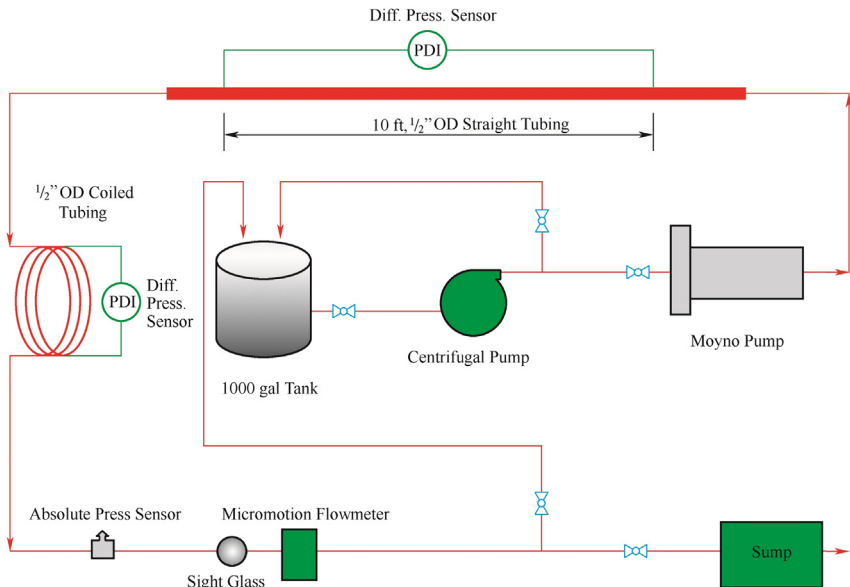 Diff. Press. Sensor
PDI
10 ft, 1/2" OD Straight Tubing
1/2" OD Coiled
Tubing
PDI
Diff.
Press.
Sensor
1000 gal Tank
Centrifugal Pump
Moyno Pump
Absolute Press Sensor
Micromotion Flowmeter
Sight Glass
Sump